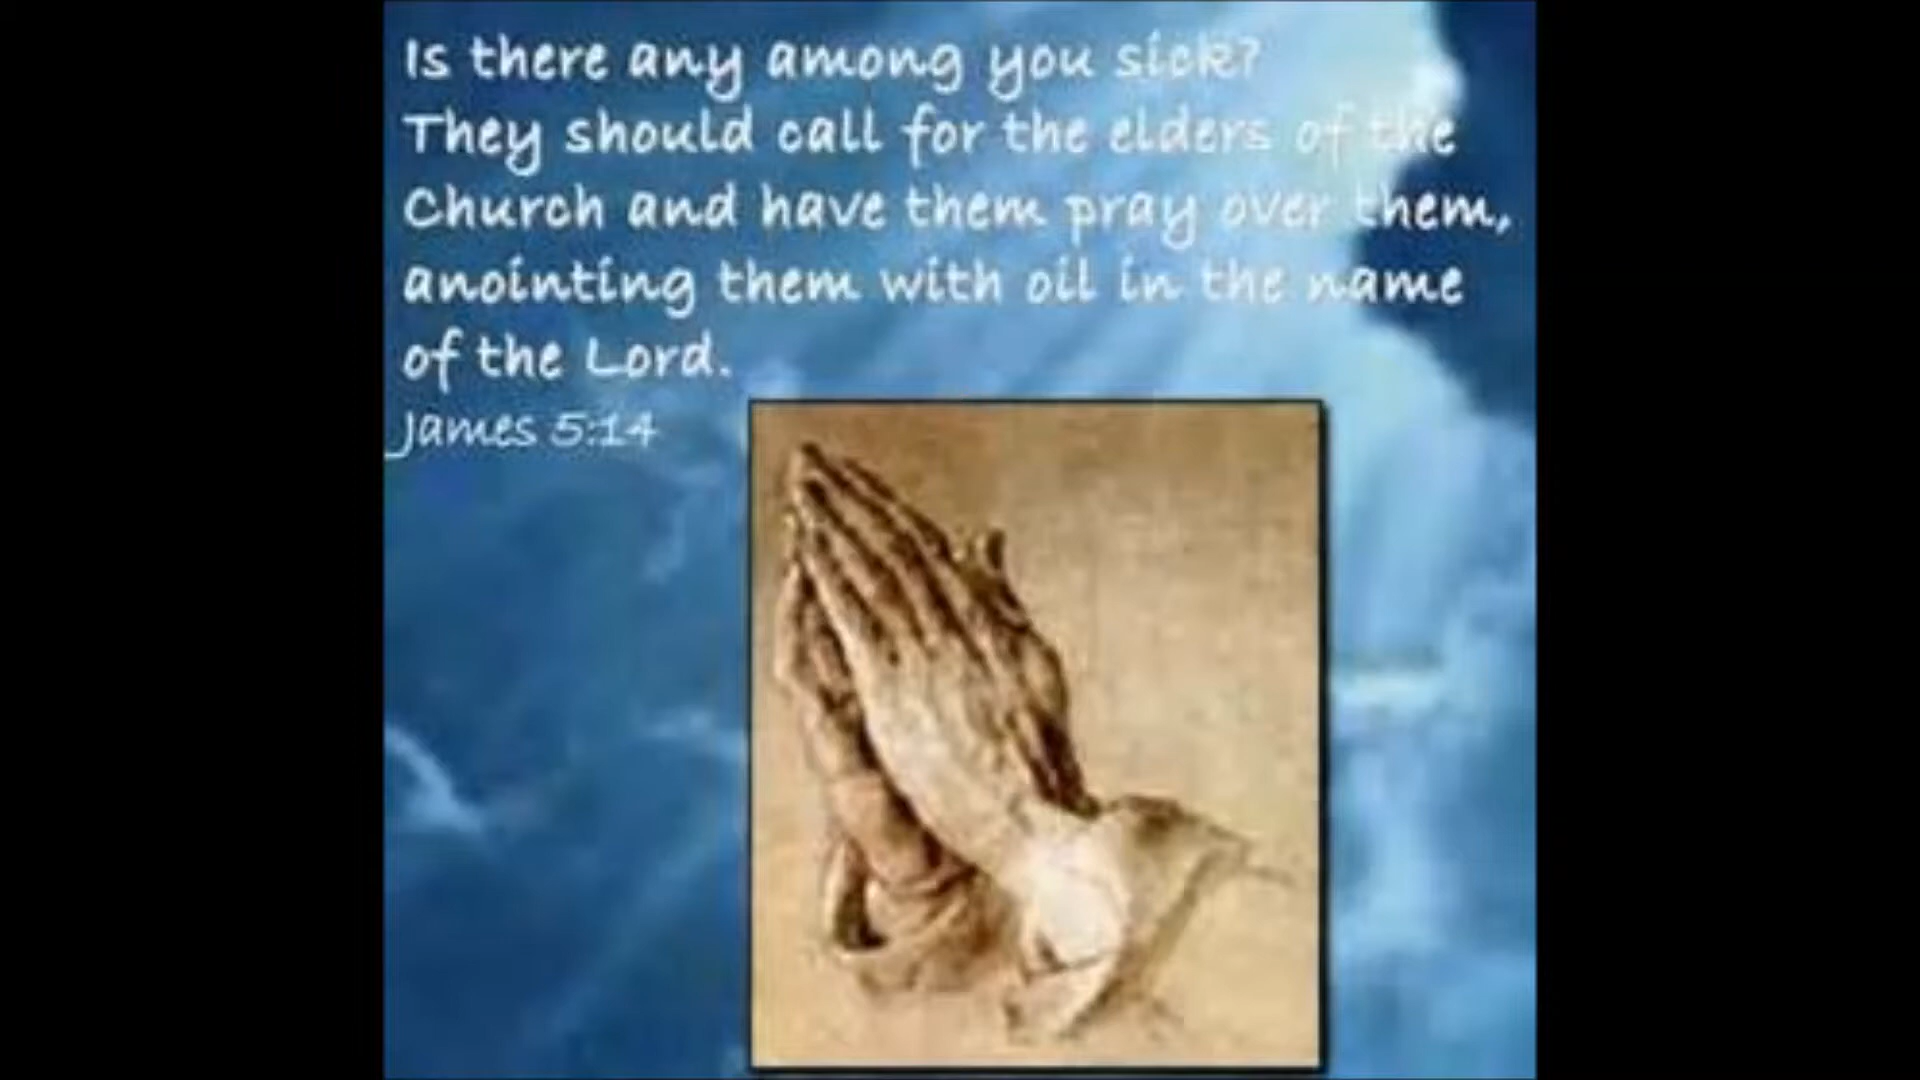 Is there any among you sick?
They should call for the elders of the
Church and have them pray over them,
anointing them with oil in the name
of the Lord.
James 5:14